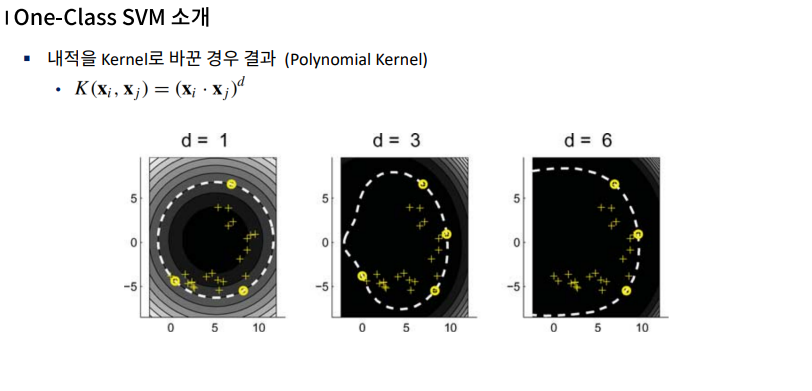 One-Class SVM 소개
▪ 내적을 Kernel로 바꾼 경우 결과 (Polynomial Kernel)
• K(𝐱ᵢ, 𝐱ⱼ) = (𝐱ᵢ · 𝐱ⱼ)ᵈ
d = 1 d = 3 d = 6
5 5 5
0 0 0
−5 −5 −5
0 5 10 0 5 10 0 5 10